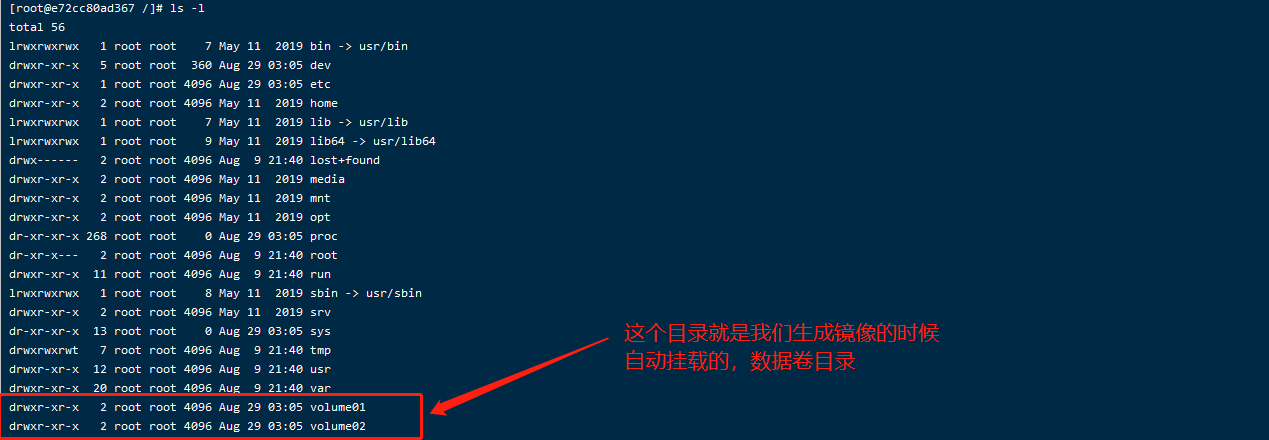 [root@e72cc80ad367 /]# ls -l
total 56
lrwxrwxrwx   1 root root    7 May 11  2019 bin -> usr/bin
drwxr-xr-x   5 root root  360 Aug 29 03:05 dev
drwxr-xr-x   1 root root 4096 Aug 29 03:05 etc
drwxr-xr-x   2 root root 4096 May 11  2019 home
lrwxrwxrwx   1 root root    7 May 11  2019 lib -> usr/lib
lrwxrwxrwx   1 root root    9 May 11  2019 lib64 -> usr/lib64
drwx------   2 root root 4096 Aug  9 21:40 lost+found
drwxr-xr-x   2 root root 4096 May 11  2019 media
drwxr-xr-x   2 root root 4096 May 11  2019 mnt
drwxr-xr-x   2 root root 4096 May 11  2019 opt
dr-xr-xr-x 268 root root    0 Aug 29 03:05 proc
dr-xr-x---   2 root root 4096 Aug  9 21:40 root
drwxr-xr-x  11 root root 4096 Aug  9 21:40 run
lrwxrwxrwx   1 root root    8 May 11  2019 sbin -> usr/sbin
drwxr-xr-x   2 root root 4096 May 11  2019 srv
dr-xr-xr-x  13 root root    0 Aug 29 03:05 sys
drwxrwxrwt   7 root root 4096 Aug  9 21:40 tmp
drwxr-xr-x  12 root root 4096 Aug  9 21:40 usr
drwxr-xr-x  20 root root 4096 Aug  9 21:40 var
drwxr-xr-x   2 root root 4096 Aug 29 03:05 volume01
drwxr-xr-x   2 root root 4096 Aug 29 03:05 volume02
这个目录就是我们生成镜像的时候
自动挂载的，数据卷目录